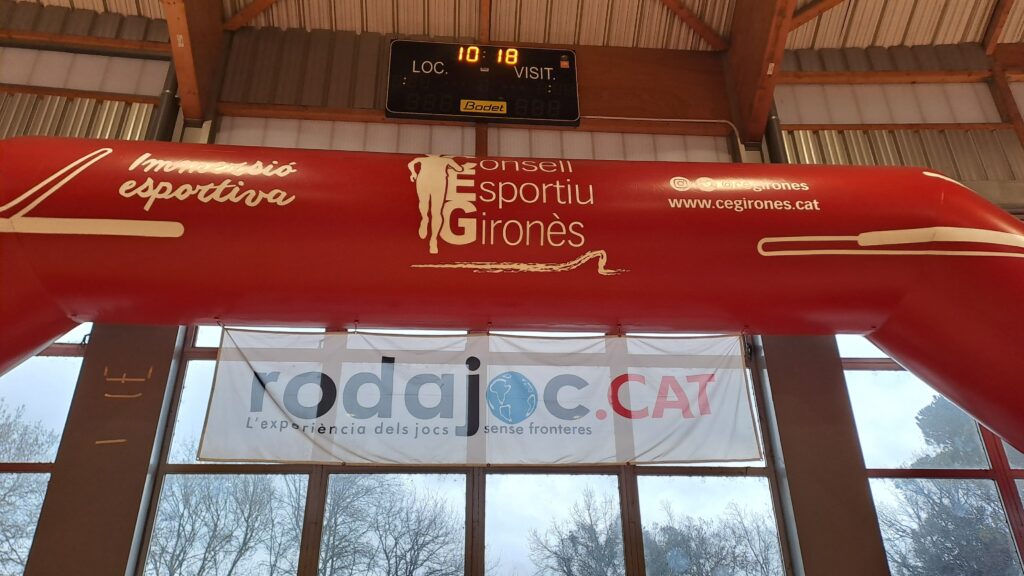 10:18
LOC. VISIT.
Bodet
Immersió
esportiva
Consell
Esportiu
Gironès
@cegirones
www.cegirones.cat
rodajoc.CAT
L'experiència dels jocs sense fronteres